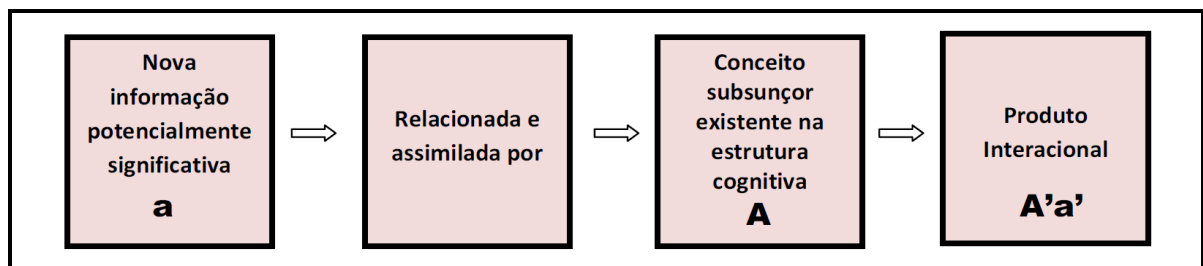 Nova
informação
potencialmente
significativa
a
Relacionada e
assimilada por
Conceito
subsunçor
existente na
estrutura
cognitiva
A
Produto
Interacional
A’a’